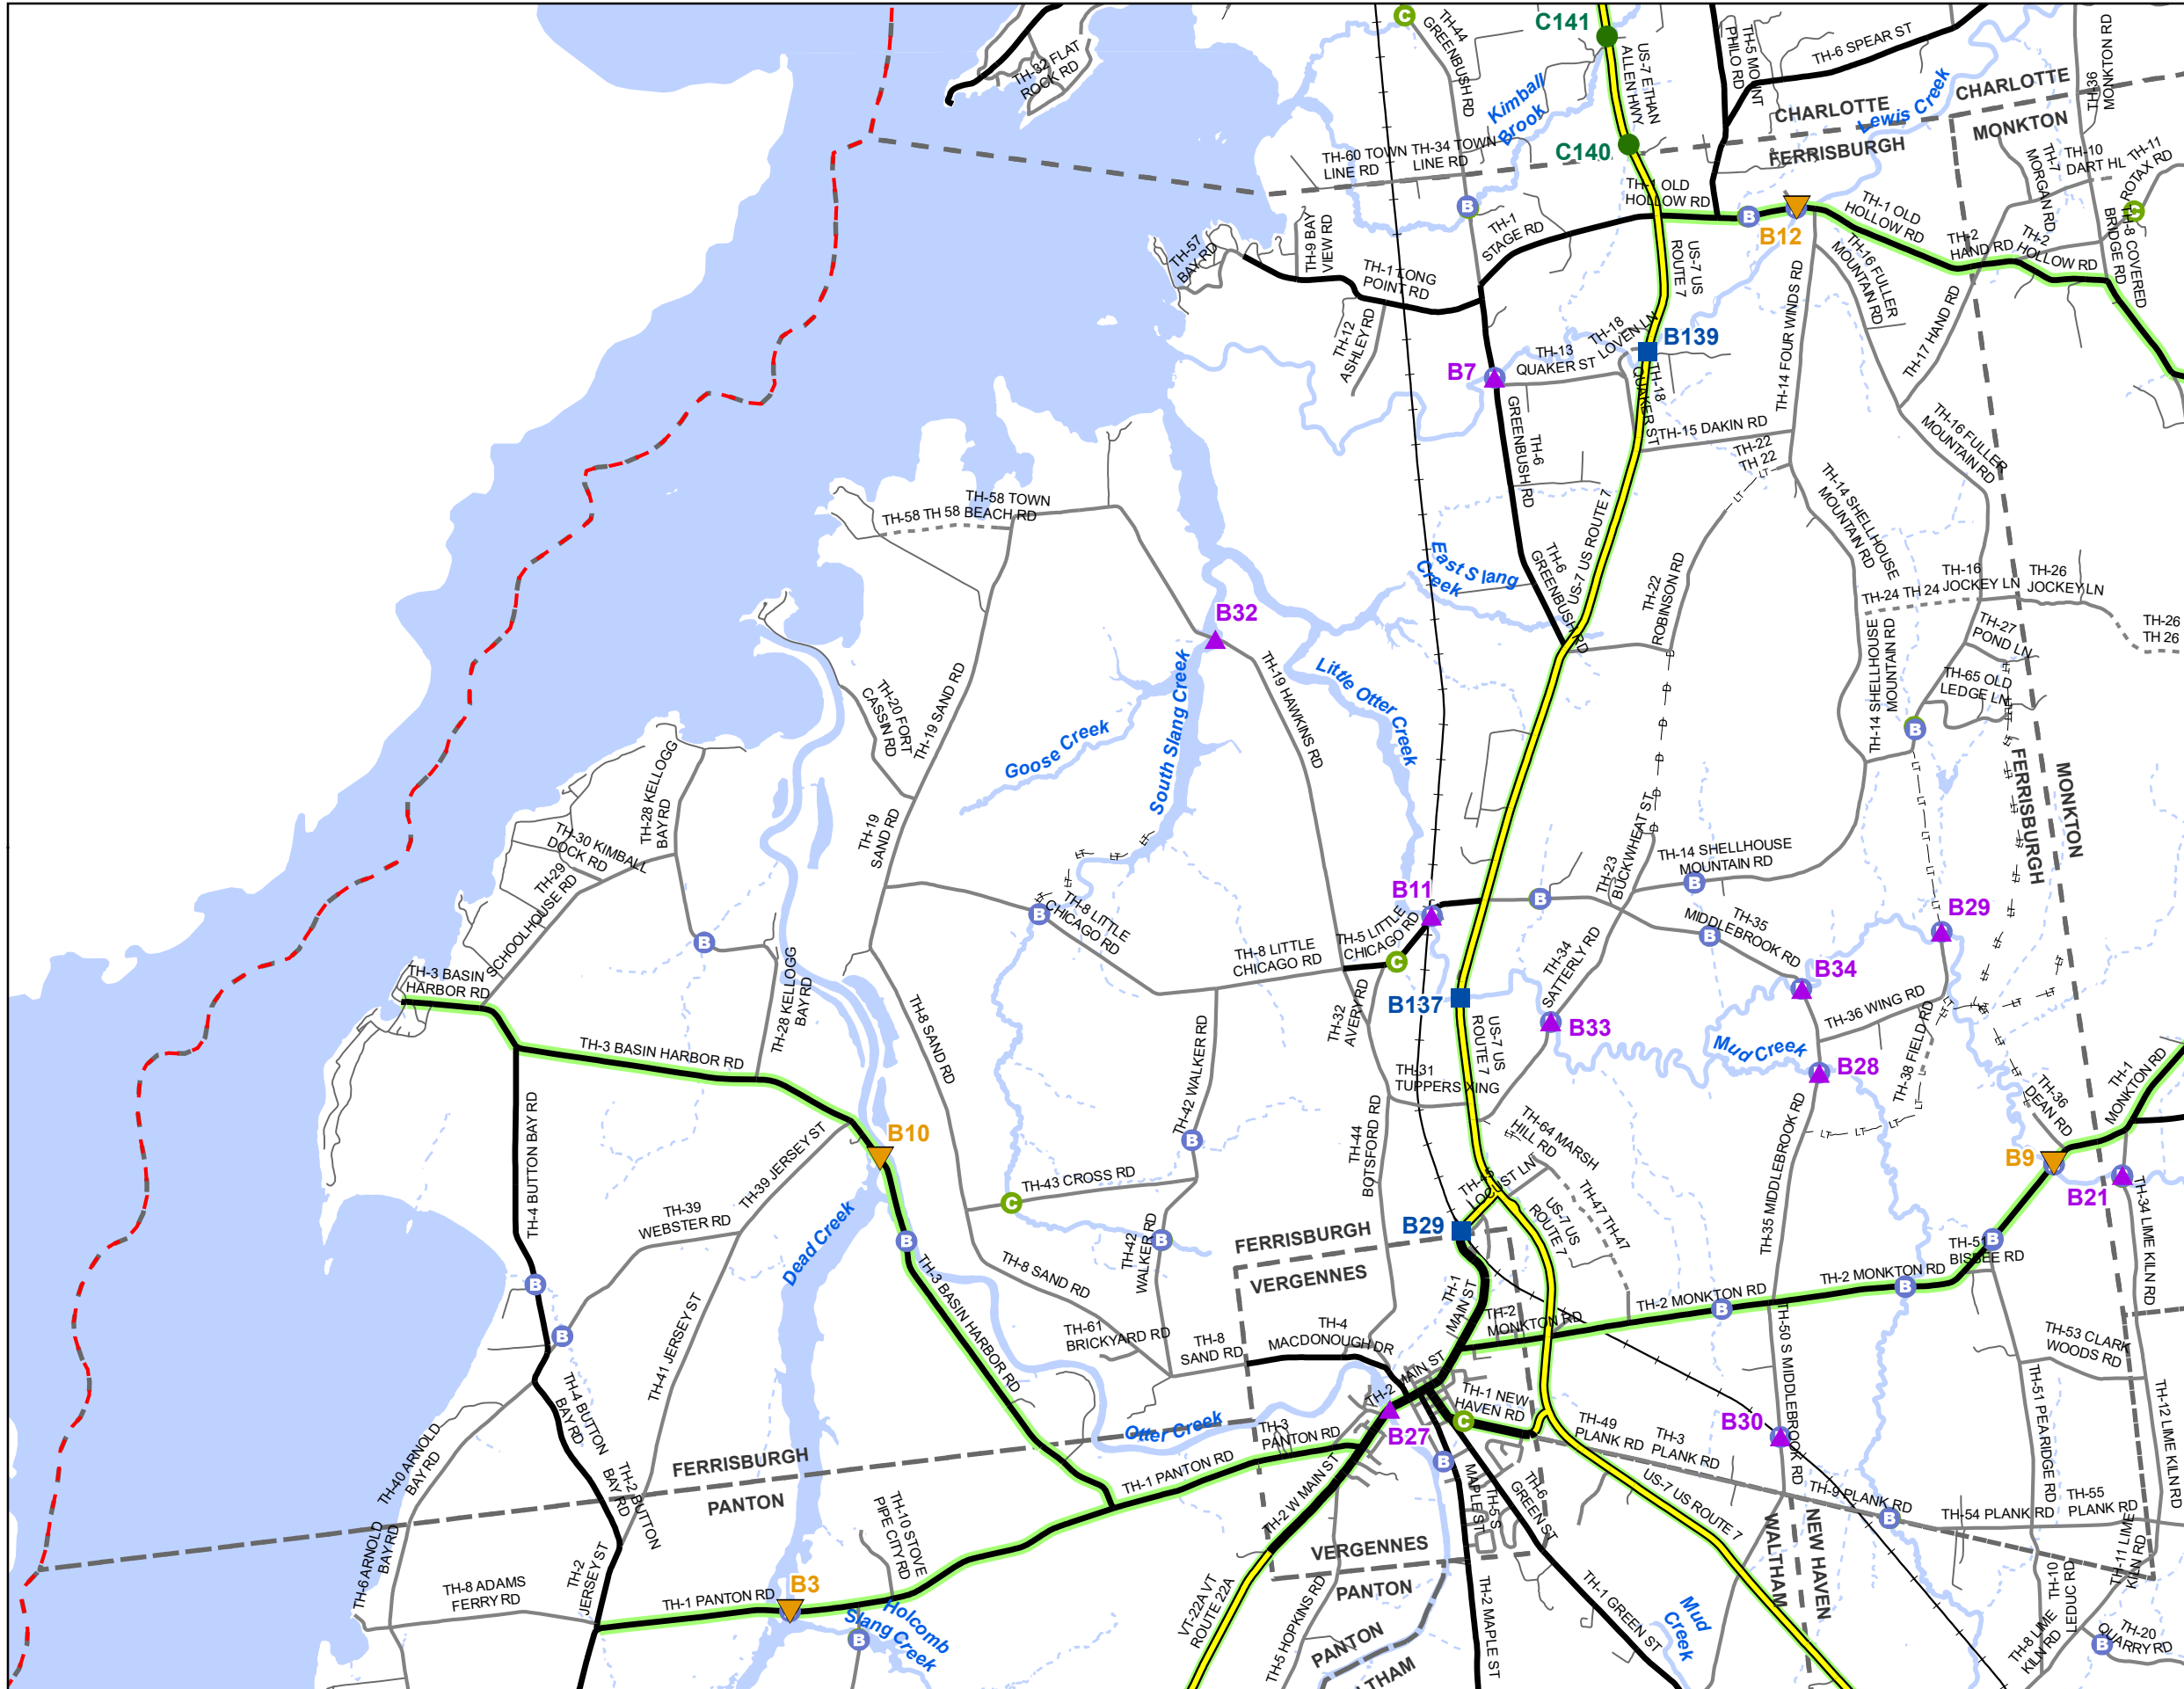 C141
C
TH-44
GREENBUSH RD
US-7 ETHAN
ALLEN HWY
TH-5 MOUNT
PHILO RD
TH-6 SPEAR ST
TH-36
MONKTON RD
TH-32 FLAT
ROCK RD
Kimball
Brook
CHARLOTTE
CHARLOTTE
Lewis Creek
MONKTON
FERRISBURGH
C140
TH-60 TOWN
LINE RD
TH-34 TOWN
LINE RD
TH-1 OLD
HOLLOW RD
TH-7
MORGAN RD
TH-10
DART HL
TH-11
ROTAX RD
C
B
B
B12
TH-1 OLD
HOLLOW RD
TH-2
HAND RD
TH-2
HOLLOW RD
TH-8 COVERED
BRIDGE RD
TH-57
BAY RD
TH-9 BAY
VIEW RD
TH-1
STAGE RD
TH-1 TONG
POINT RD
US-7 US
ROUTE 7
TH-16 FULLER
MOUNTAIN RD
TH-14 FOUR WINDS RD
TH-17 HAND RD
TH-12
ASHLEY RD
TH-18
LOVEN LN
B139
B7
TH-13
QUAKER ST
TH-18
QUAKER ST
TH-6
GREENBUSH RD
TH-15 DAKIN RD
TH-22
TH 22
LT
LT
TH-16 FULLER
MOUNTAIN RD
TH-14 SHELLHOUSE
MOUNTAIN RD
TH-58 TOWN
BEACH RD
TH-58 TH 58
US-7 US ROUTE 7
East Slang
Creek
TH-6
GREENBUSH RD
TH-22
ROBINSON RD
TH-16
JOCKEY LN
TH-26
JOCKEY LN
TH-24 TH 24
TH-26
TH 26
TH-27
POND LN
TH-65 OLD
LEDGE LN
TH-14 SHELLHOUSE
MOUNTAIN RD
B
B32
TH-19 HAWKINS RD
Little Otter Creek
South Slang Creek
Goose Creek
TH-20 FORT
CASSIN RD
TH-19 SAND RD
TH-19
SAND RD
TH-28 KELLOGG
BAY RD
TH-30 KIMBALL
DOCK RD
TH-29
SCHOOLHOUSE RD
D
D
D
D
D
D
FERRISBURGH
MONKTON
TH-23
BUCKWHEAT ST
TH-14 SHELLHOUSE
MOUNTAIN RD
B
B
B
B
B
TH-8 LITTLE
CHICAGO RD
TH-8 LITTLE
CHICAGO RD
TH-5 LITTLE
CHICAGO RD
B11
C
TH-35
MIDDLEBROOK RD
B29
B34
TH-34
SATTERLY RD
B137
B33
TH-32
AVERY RD
US-7 US
ROUTE 7
TH-36 WING RD
Mud Creek
B28
TH-38 FIELD RD
TH-3 BASIN
HARBOR RD
TH-3 BASIN HARBOR RD
TH-28 KELLOGG
BAY RD
TH-8 SAND RD
TH-42 WALKER RD
B
TH-31
TUPPERS XING
TH-44
BOTSFORD RD
TH-64 MARSH
HILL RD
TH-45
LOCUST LN
TH-47 TH-47
TH-35 MIDDLEBROOK RD
TH-36
DEAN RD
TH-1
MONKTON RD
B9
B21
TH-34 LIME KILN RD
B10
TH-4 BUTTON BAY RD
TH-39 JERSEY ST
TH-39
WEBSTER RD
Dead Creek
TH-43 CROSS RD
C
B
B
TH-42
WALKER RD
TH-8 SAND RD
FERRISBURGH
VERGENNES
B29
US-7 US
ROUTE 7
B
TH-51
BISBEE RD
TH-2 MONKTON RD
TH-2 MONKTON RD
B
B
B
B
TH-3 BASIN HARBOR RD
TH-41 JERSEY ST
TH-61
BRICKYARD RD
TH-8
SAND RD
TH-4
MACDONOUGH DR
TH-1
MAIN ST
TH-2
MONKTON RD
TH-2 MAIN ST
TH-1 NEW
HAVEN RD
C
TH-50 S MIDDLEBROOK RD
TH-53 CLARK
WOODS RD
TH-51 PEARIDGE RD
TH-12 LIME KILN RD
TH-4 BUTTON
BAY RD
TH-40 ARNOLD
BAY RD
Otter Creek
TH-3
PANTON RD
B27
B
TH-49
PLANK RD
TH-3
PLANK RD
B30
FERRISBURGH
PANTON
TH-2 BUTTON
BAY RD
TH-1 PANTON RD
TH-2 W MAIN ST
MAPLE ST
TH-5 S
TH-6
GREEN ST
US-7 US ROUTE 7
TH-9 PLANK RD
B
TH-54 PLANK RD
TH-55
PLANK RD
TH-10 STOVE
PIPE CITY RD
TH-6 ARNOLD
BAY RD
TH-8 ADAMS
FERRY RD
TH-2
JERSEY ST
B3
TH-1 PANTON RD
Holcomb
Slang Creek
B
VERGENNES
PANTON
WALTHAM
NEW HAVEN
VT-22A VT
ROUTE 22A
TH-5 HOPKINS RD
PANTON
LTHAM
TH-2 MAPLE ST
TH-1 GREEN ST
Mud
Creek
TH-11 LIME
KILN RD
TH-10
LEDUC RD
TH-8 LIME
KILN RD
TH-20
QUARRY RD
B